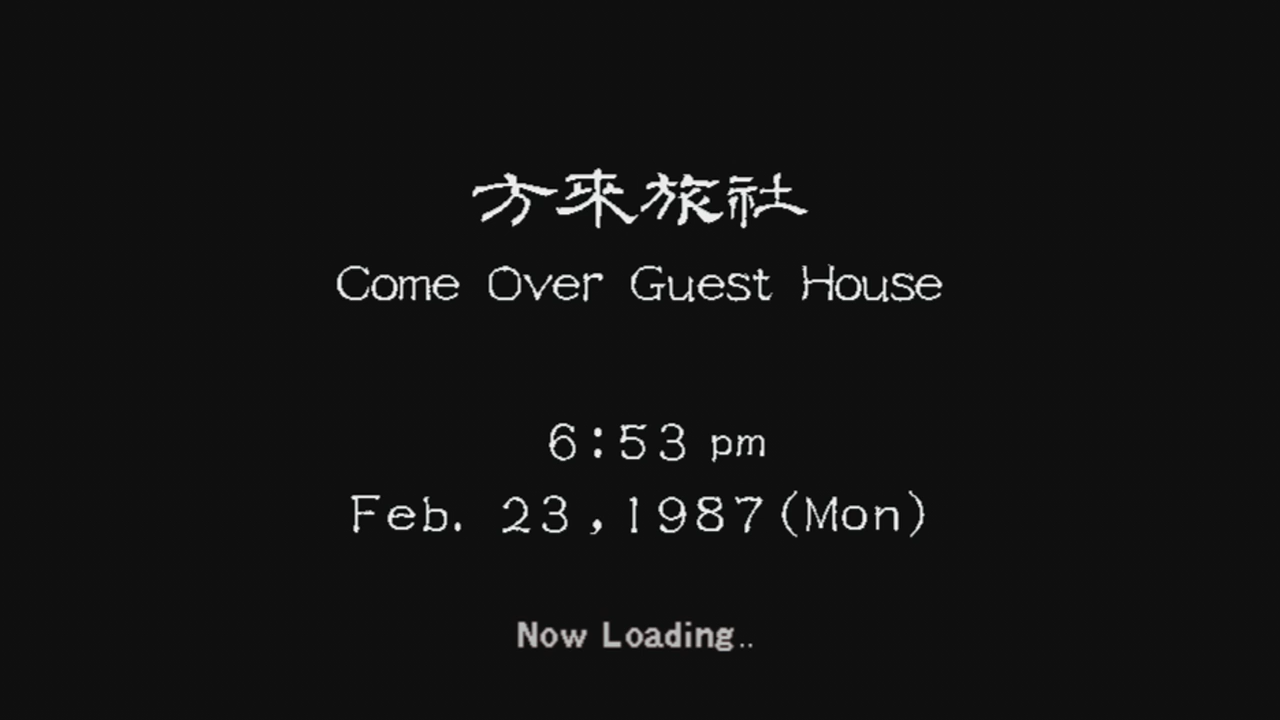 方來旅社
Come Over Guest House
6:53 pm
Feb. 23,1987(Mon)
Now Loading..